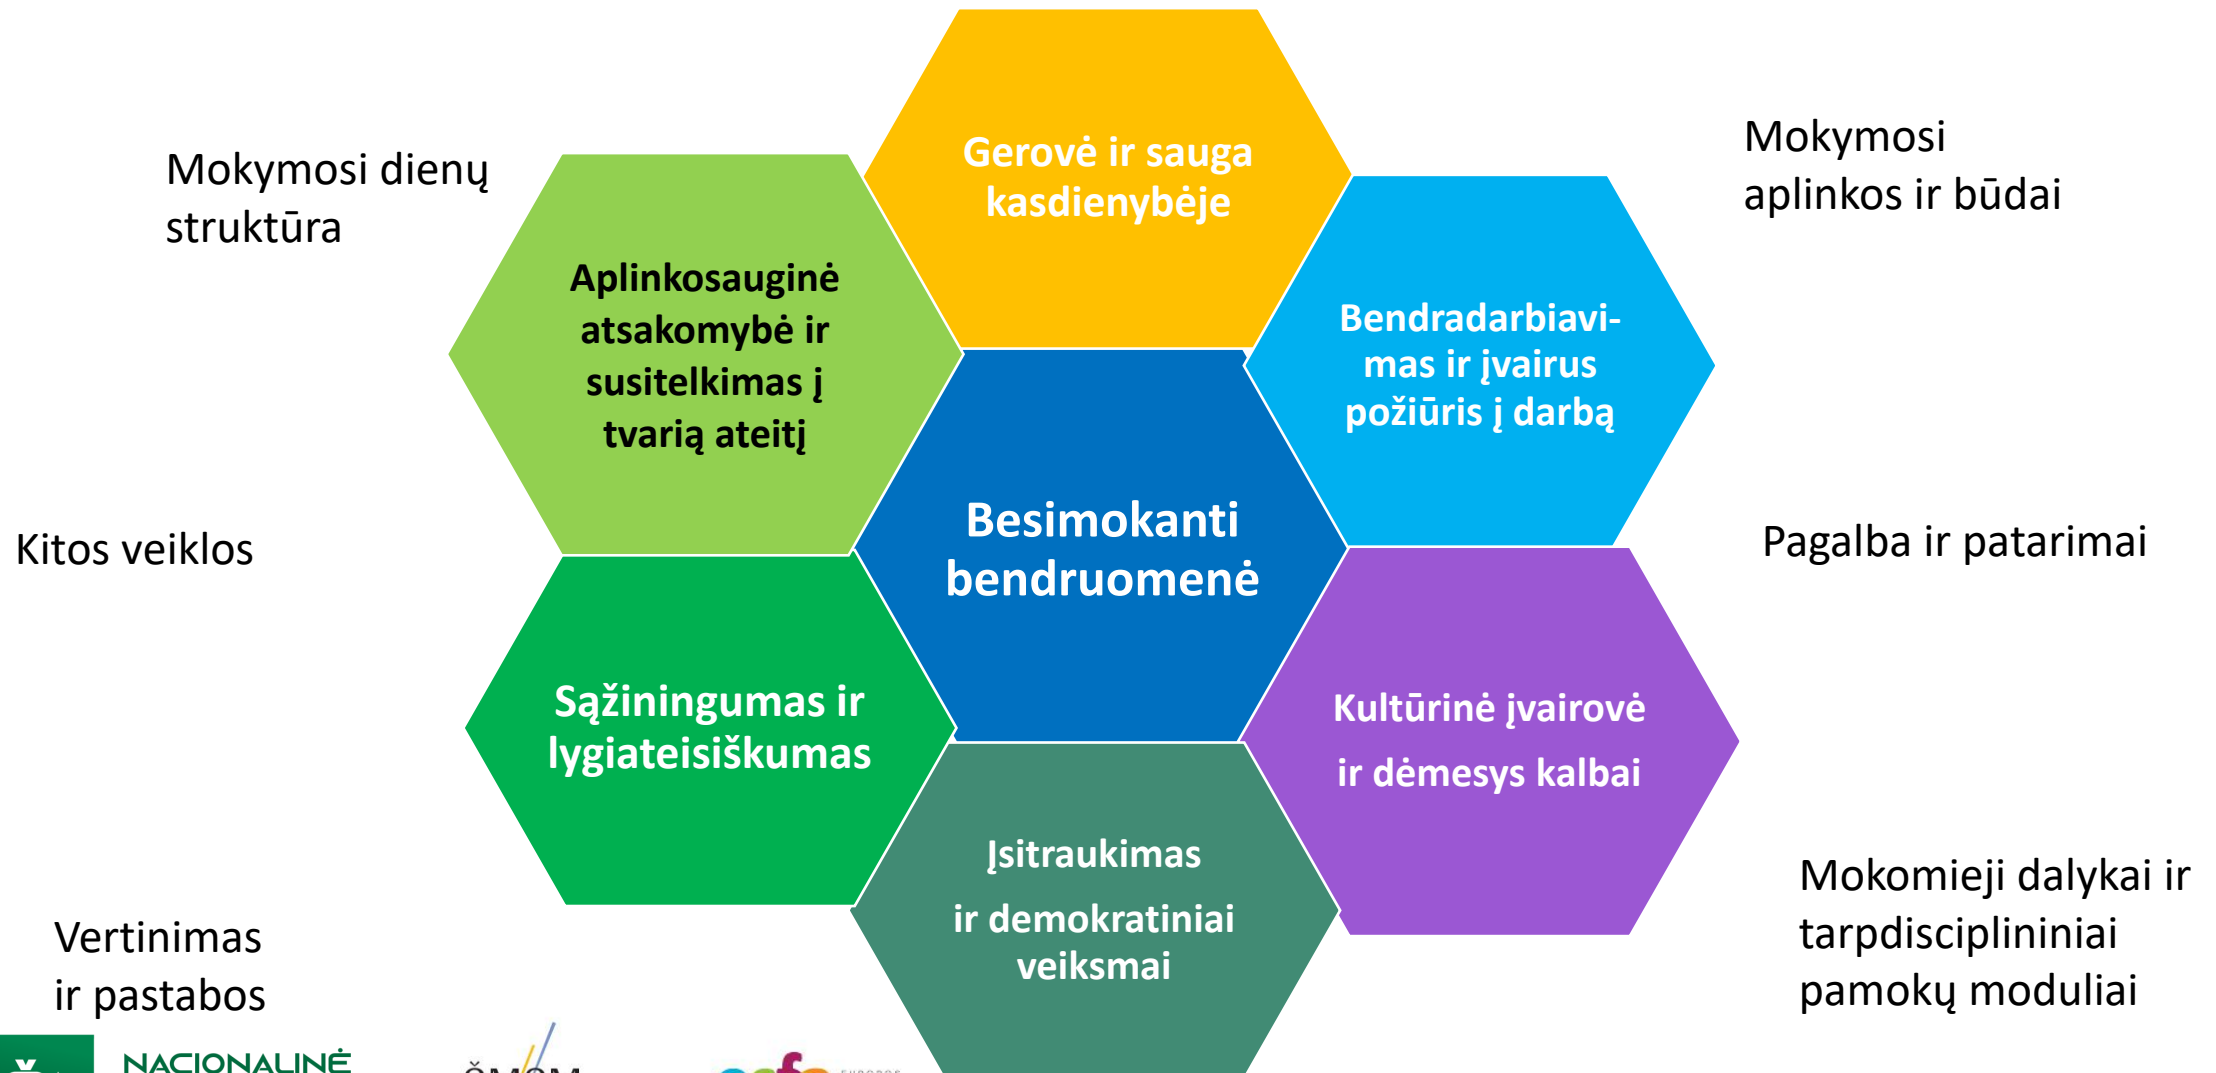 Gerovė ir sauga
kasdienybėje
Mokymosi dienų
struktūra
Mokymosi
aplinkos ir būdai
Aplinkosauginė
atsakomybė ir
susitelkimas į
tvarią ateitį
Bendradarbiavi-
mas ir įvairus
požiūris į darbą
Kitos veiklos
Besimokanti
bendruomenė
Pagalba ir patarimai
Sąžiningumas ir
lygiateisiškumas
Kultūrinė įvairovė
ir dėmesys kalbai
Įsitraukimas
ir demokratiniai
veiksmai
Vertinimas
ir pastabos
Mokomieji dalykai ir
tarpdisciplininiai
pamokų moduliai
NACIONALINĖ